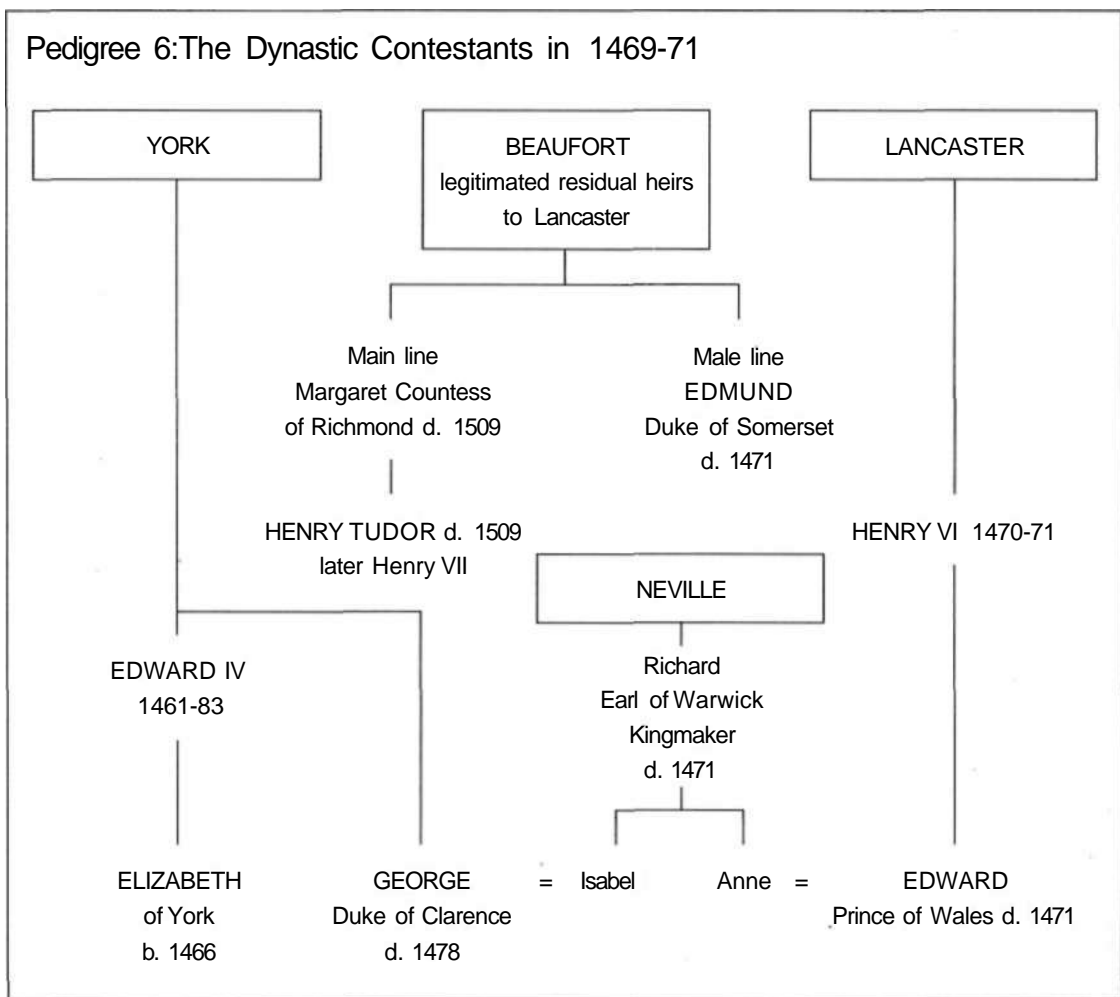 Pedigree 6:The Dynastic Contestants in 1469-71
YORK
BEAUFORT
legitimated residual heirs
to Lancaster
LANCASTER
Main line
Margaret Countess
of Richmond d. 1509
Male line
EDMUND
Duke of Somerset
d. 1471
HENRY TUDOR d. 1509
later Henry VII
HENRY VI 1470-71
NEVILLE
EDWARD IV
1461-83
Richard
Earl of Warwick
Kingmaker
d. 1471
ELIZABETH
of York
b. 1466
GEORGE
Duke of Clarence
d. 1478
= Isabel
Anne =
EDWARD
Prince of Wales d. 1471